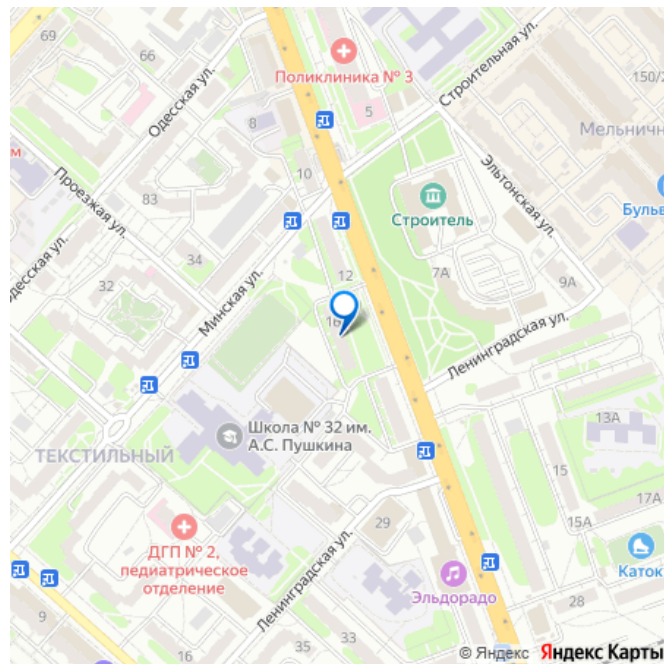 69
66
Поликлиника № 3
Строительная ул.
150/2
Одесская ул.
8
5
Мельнична
м
10
Эльтонская ул.
Проезжая ул.
83
Строитель
Бульв
34
12
7А
9А
десская ул.
Минская ул.
32
16
Ленинградская ул.
Школа № 32 им.
А.С. Пушкина
13А
ТЕКСТИЛЬНЫЙ
15
17А
15А
29
ДГП № 2,
педиатрическое
отделение
Ленинградская ул.
Каток
Эльдорадо
28
9
35
33
© Яндекс Яндекс Карты